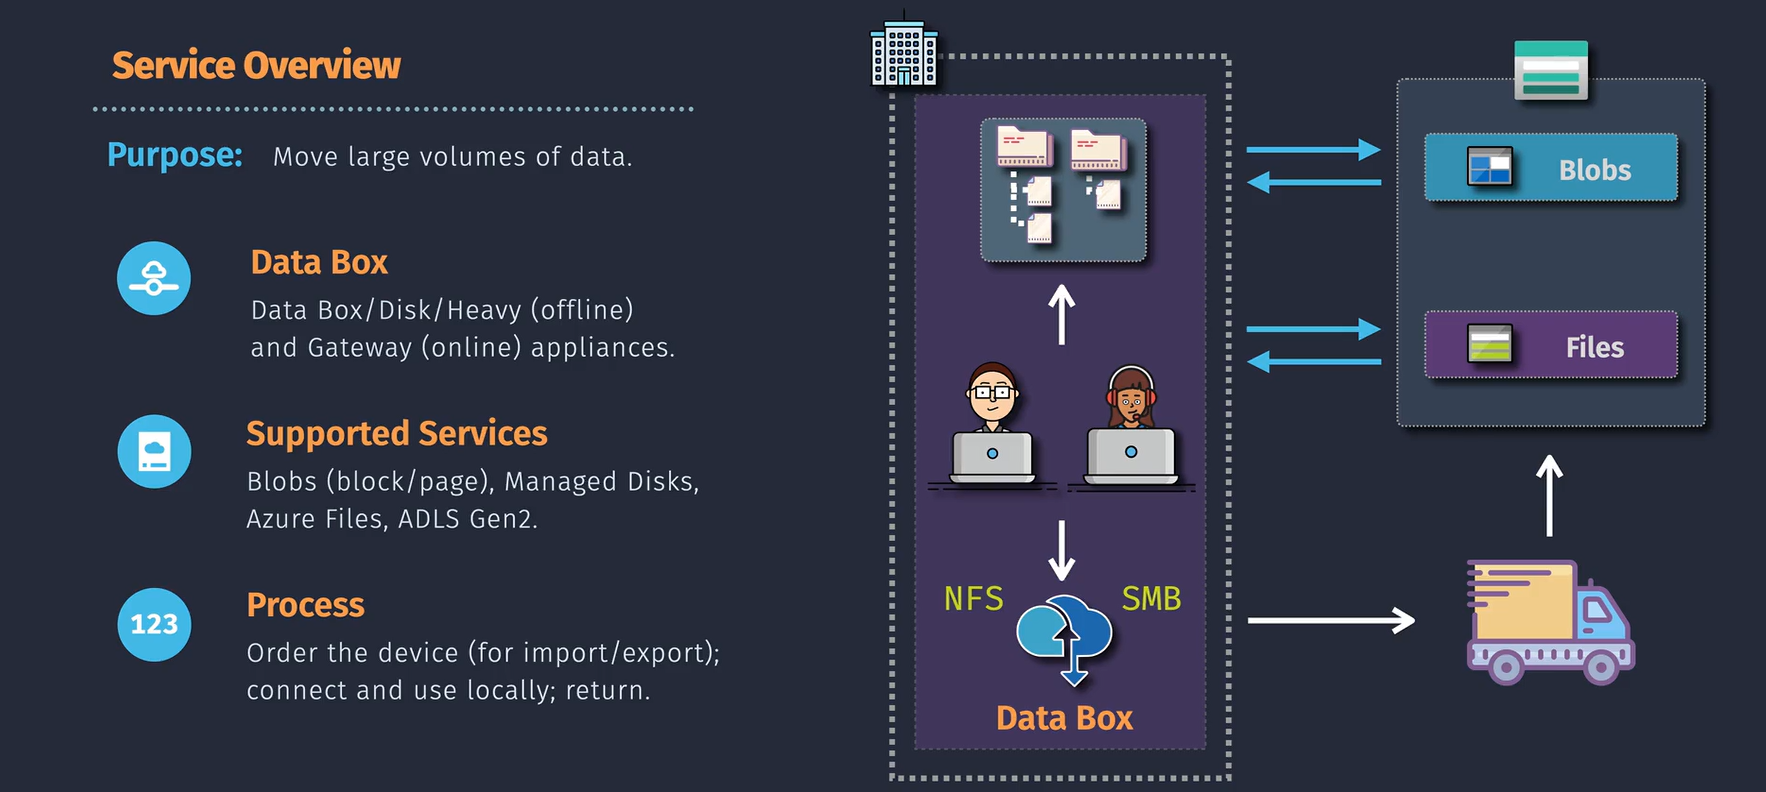 Service Overview
Purpose: Move large volumes of data.
Data Box
Data Box/Disk/Heavy (offline)
and Gateway (online) appliances.
Supported Services
Blobs (block/page), Managed Disks,
Azure Files, ADLS Gen2.
123
Process
Order the device (for import/export);
connect and use locally; return.
NFS
SMB
Data Box
Blobs
Files